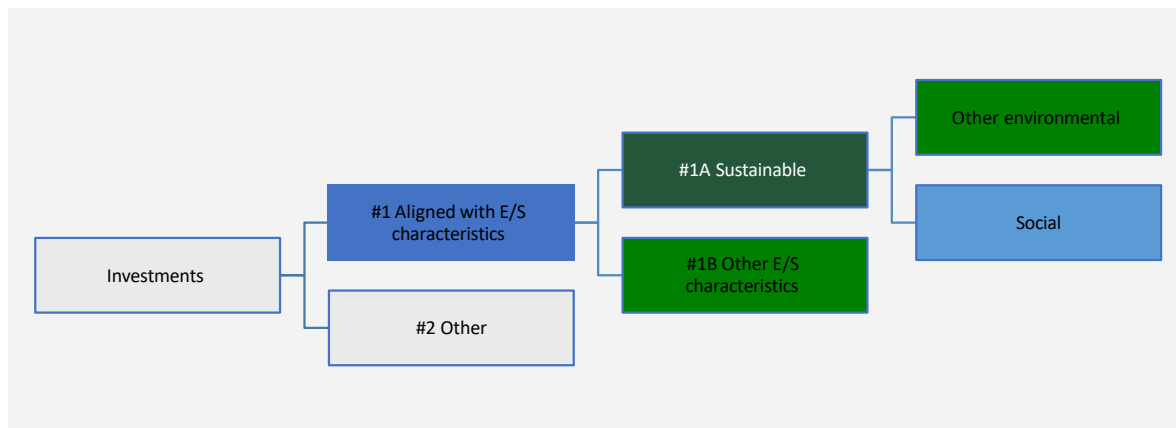 Investments
#1 Aligned with E/S
characteristics
#2 Other
#1A Sustainable
#1B Other E/S
characteristics
Other environmental
Social